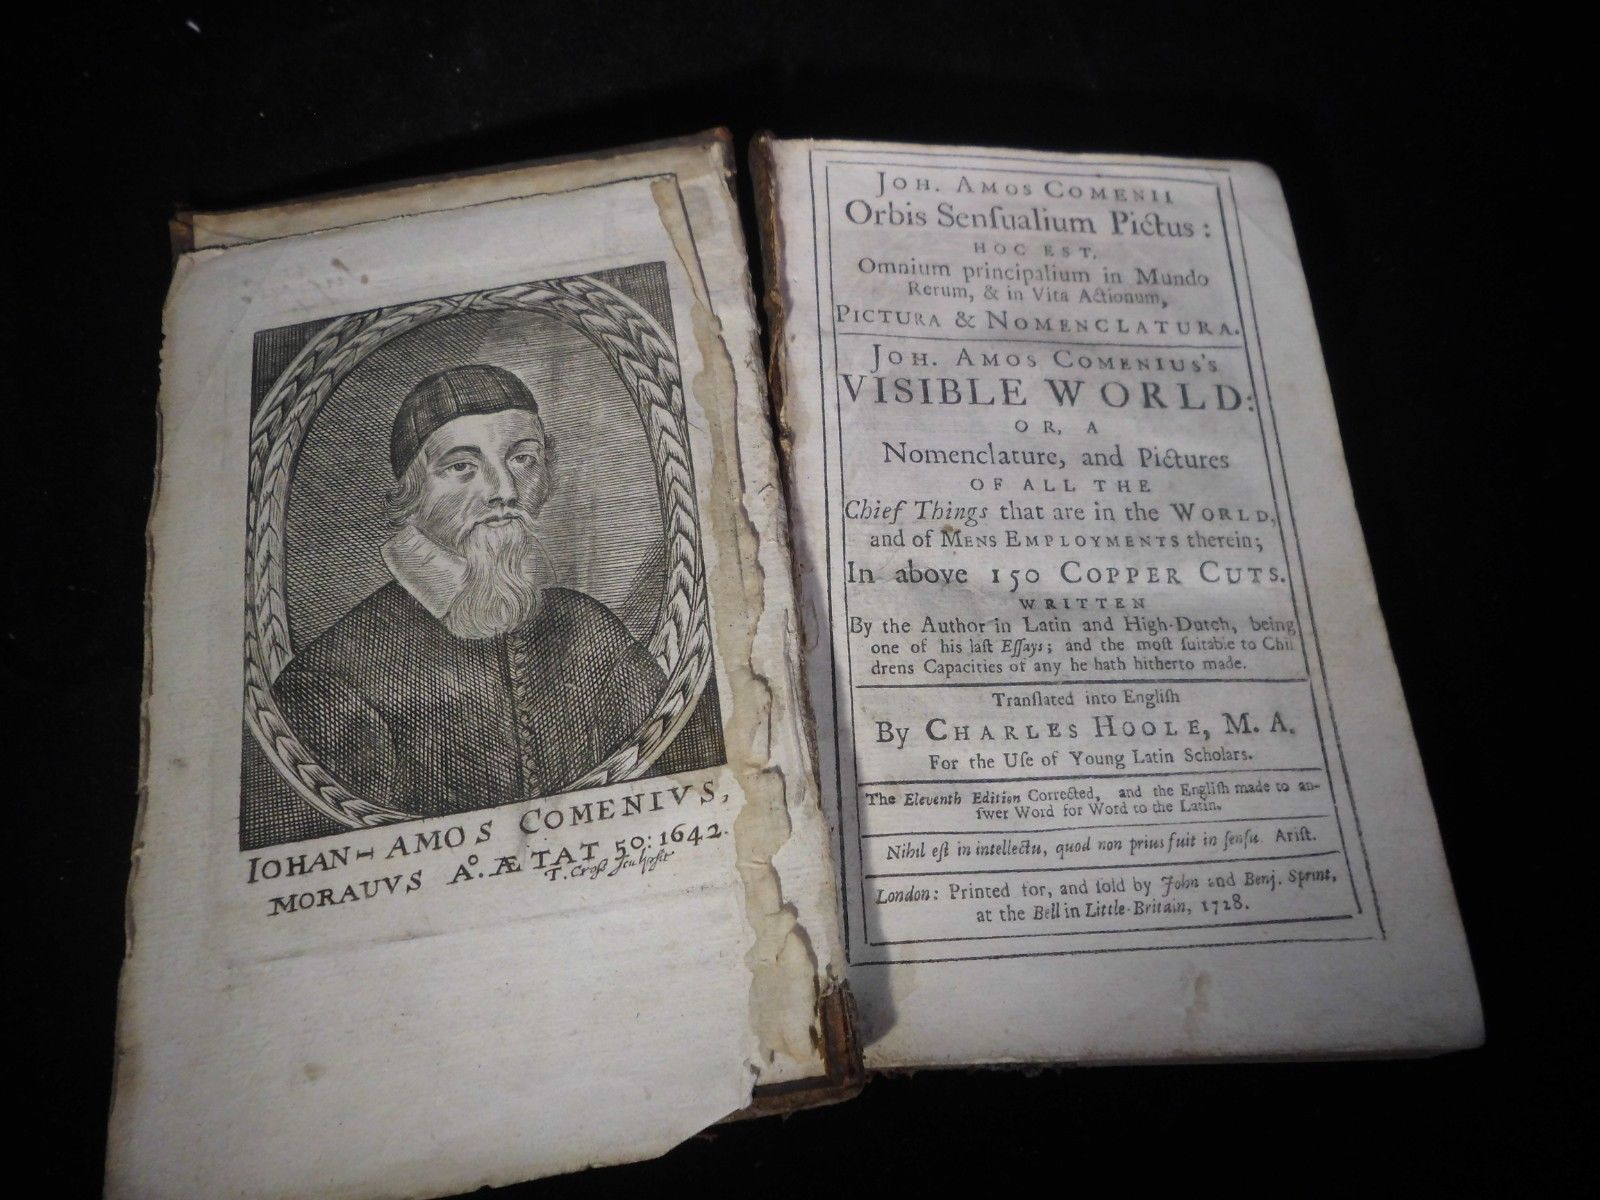 IOHAN- AMOS COMENIVS,
MORAUVS A°. ÆTAT 50: 1642.
T. Cross sculpsit
JOH. AMOS COMENII
Orbis Senſualium Pictus:
HOC EST,
Omnium principalium in Mundo
Rerum, & in Vita Actionum,
PICTURA & NOMENCLATURA.
JOH. AMOS COMENIUS'S
VISIBLE WORLD:
OR, A
Nomenclature, and Pictures
OF ALL THE
Chief Things that are in the WORLD,
and of MENS EMPLOYMENTS therein;
In above 150 COPPER CUTS.
WRITTEN
By the Author in Latin and High-Dutch, being
one of his laſt Eſſays; and the moſt ſuitable to Chil
drens Capacities of any he hath hitherto made.
Tranſlated into Engliſh
By CHARLES HOOLE, M. A.
For the Uſe of Young Latin Scholars.
The Eleventh Edition Corrected, and the Engliſh made to an-
ſwer Word for Word to the Latin.
Nihil eſt in intellectu, quod non prius fuit in ſenſu. Ariſt.
London: Printed for, and ſold by John and Benj. Sprint,
at the Bell in Little-Britain, 1728.